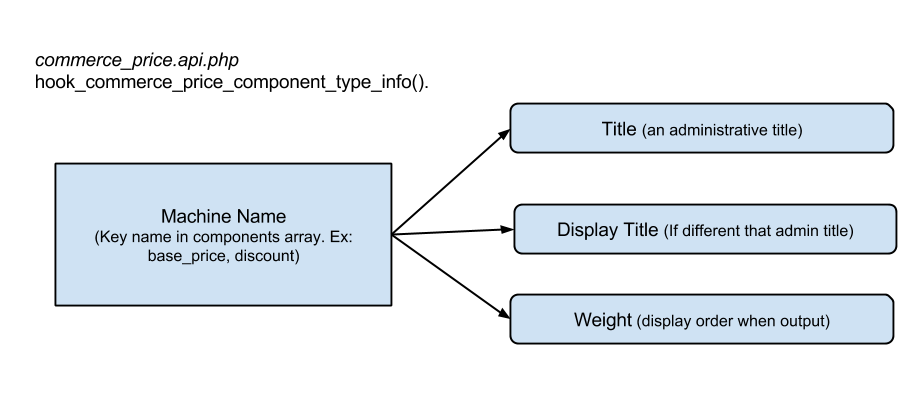 commerce_price.api.php
hook_commerce_price_component_type_info().
Title (an administrative title)
Machine Name
(Key name in components array. Ex:
base_price, discount)
Display Title (If different that admin title)
Weight (display order when output)